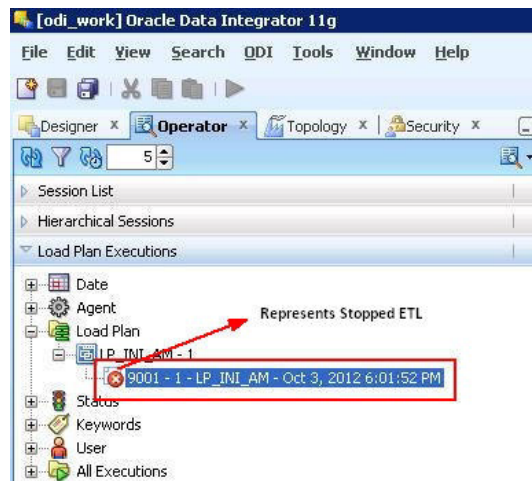 [odi_work] Oracle Data Integrator 11g
File Edit View Search ODI Tools Window Help
Designer x Operator x Topology x Security x
5
Session List
Hierarchical Sessions
Load Plan Executions
Date
Agent
Represents Stopped ETL
Load Plan
LP_INI_AM - 1
9001 - 1 - LP_INI_AM - Oct 3, 2012 6:01:52 PM
Status
Keywords
User
All Executions